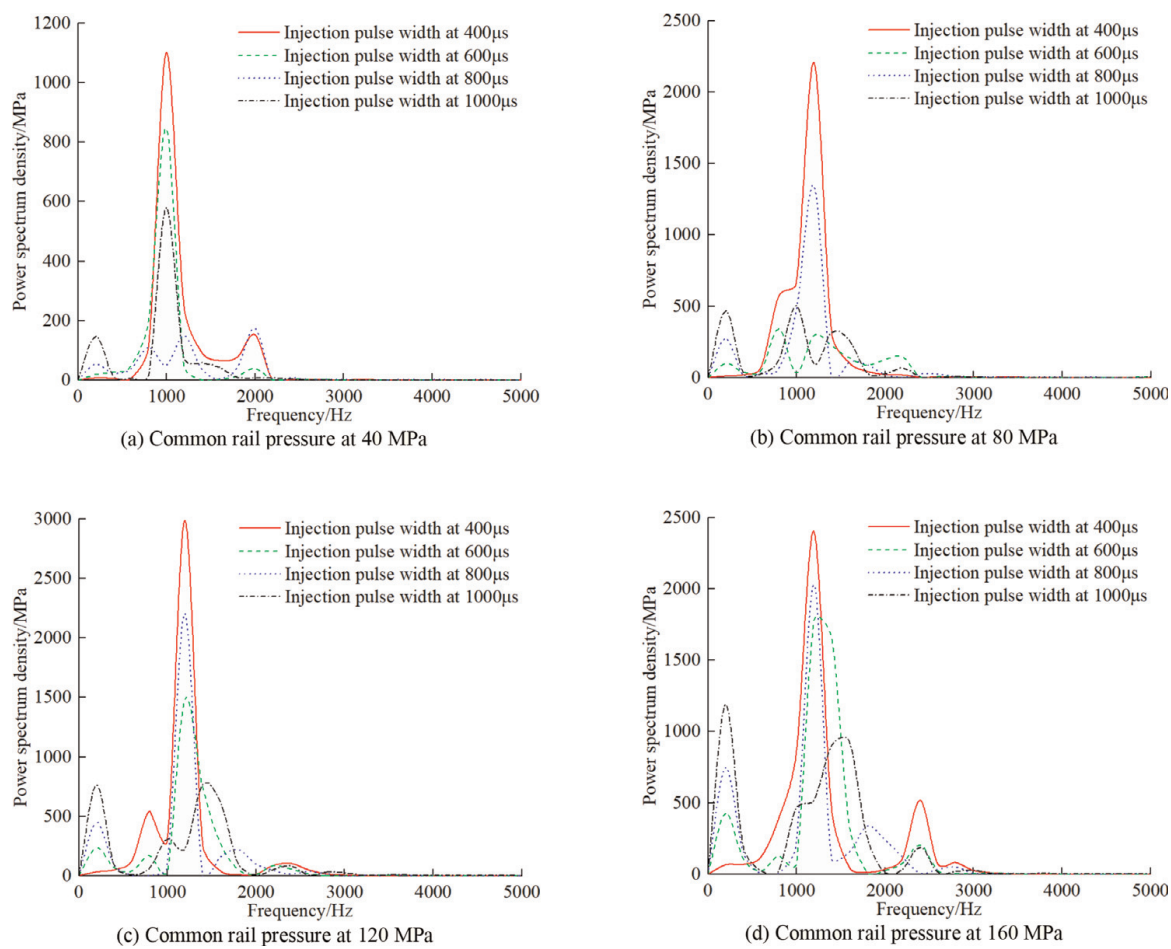 1200
1000
800
600
400
200
0
Power spectrum density/MPa
Injection pulse width at 400μs
Injection pulse width at 600μs
Injection pulse width at 800μs
Injection pulse width at 1000μs
0 1000 2000 3000 4000 5000
Frequency/Hz
(a) Common rail pressure at 40 MPa
2500
2000
1500
1000
500
0
Power spectrum density/MPa
Injection pulse width at 400μs
Injection pulse width at 600μs
Injection pulse width at 800μs
Injection pulse width at 1000μs
0 1000 2000 3000 4000 5000
Frequency/Hz
(b) Common rail pressure at 80 MPa
3000
2500
2000
1500
1000
500
0
Power spectrum density/MPa
Injection pulse width at 400μs
Injection pulse width at 600μs
Injection pulse width at 800μs
Injection pulse width at 1000μs
0 1000 2000 3000 4000 5000
Frequency/Hz
(c) Common rail pressure at 120 MPa
2500
2000
1500
1000
500
0
Power spectrum density/MPa
Injection pulse width at 400μs
Injection pulse width at 600μs
Injection pulse width at 800μs
Injection pulse width at 1000μs
0 1000 2000 3000 4000 5000
Frequency/Hz
(d) Common rail pressure at 160 MPa